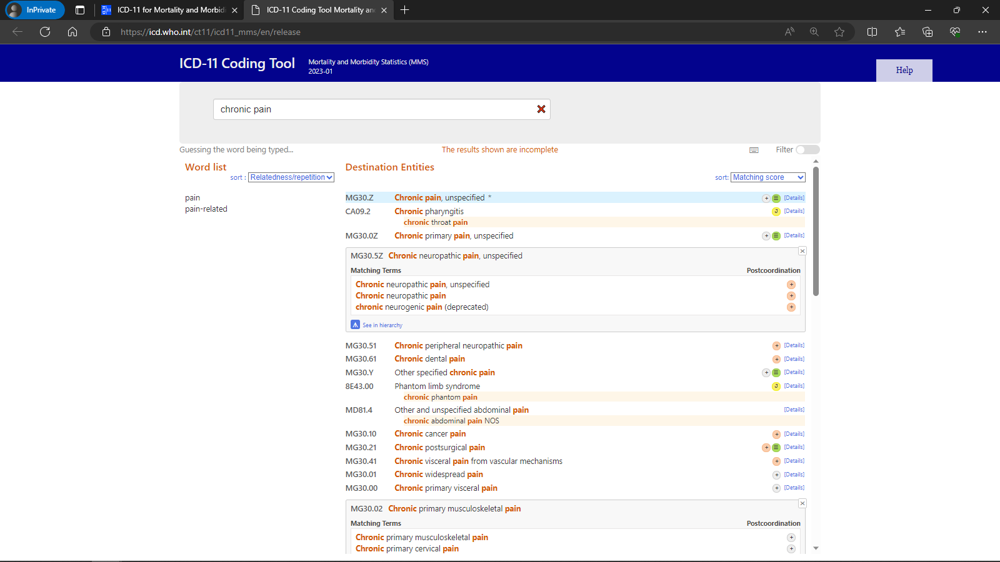 InPrivate
ICD-11 for Mortality and Morbidi
ICD-11 Coding Tool Mortality an
https://icd.who.int/ct11/icd11_mms/en/release
ICD-11 Coding Tool
Mortality and Morbidity Statistics (MMS)
2023-01
Help
chronic pain
Guessing the word being typed...
The results shown are incomplete
Filter
Word list
sort : Relatedness/repetition
pain
pain-related
Destination Entities
sort: Matching score
MG30.Z Chronic pain, unspecified * [Details]
CA09.2 Chronic pharyngitis J [Details]
chronic throat pain
MG30.0Z Chronic primary pain, unspecified [Details]
MG30.5Z Chronic neuropathic pain, unspecified
Matching Terms Postcoordination
Chronic neuropathic pain, unspecified
Chronic neuropathic pain
chronic neurogenic pain (deprecated)
See in hierarchy
MG30.51 Chronic peripheral neuropathic pain [Details]
MG30.61 Chronic dental pain [Details]
MG30.Y Other specified chronic pain [Details]
8E43.00 Phantom limb syndrome J [Details]
chronic phantom pain
MD81.4 Other and unspecified abdominal pain [Details]
chronic abdominal pain NOS
MG30.10 Chronic cancer pain [Details]
MG30.21 Chronic postsurgical pain [Details]
MG30.41 Chronic visceral pain from vascular mechanisms [Details]
MG30.01 Chronic widespread pain [Details]
MG30.00 Chronic primary visceral pain [Details]
MG30.02 Chronic primary musculoskeletal pain
Matching Terms Postcoordination
Chronic primary musculoskeletal pain
Chronic primary cervical pain